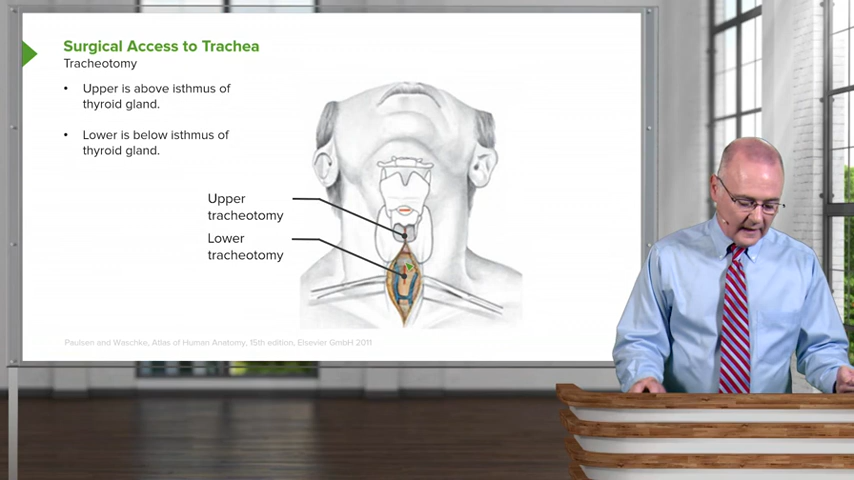 Surgical Access to Trachea
Tracheotomy
• Upper is above isthmus of
thyroid gland.
• Lower is below isthmus of
thyroid gland.
Upper
tracheotomy
Lower
tracheotomy
Paulsen and Waschke, Atlas of Human Anatomy, 15th edition, Elsevier GmbH 2011